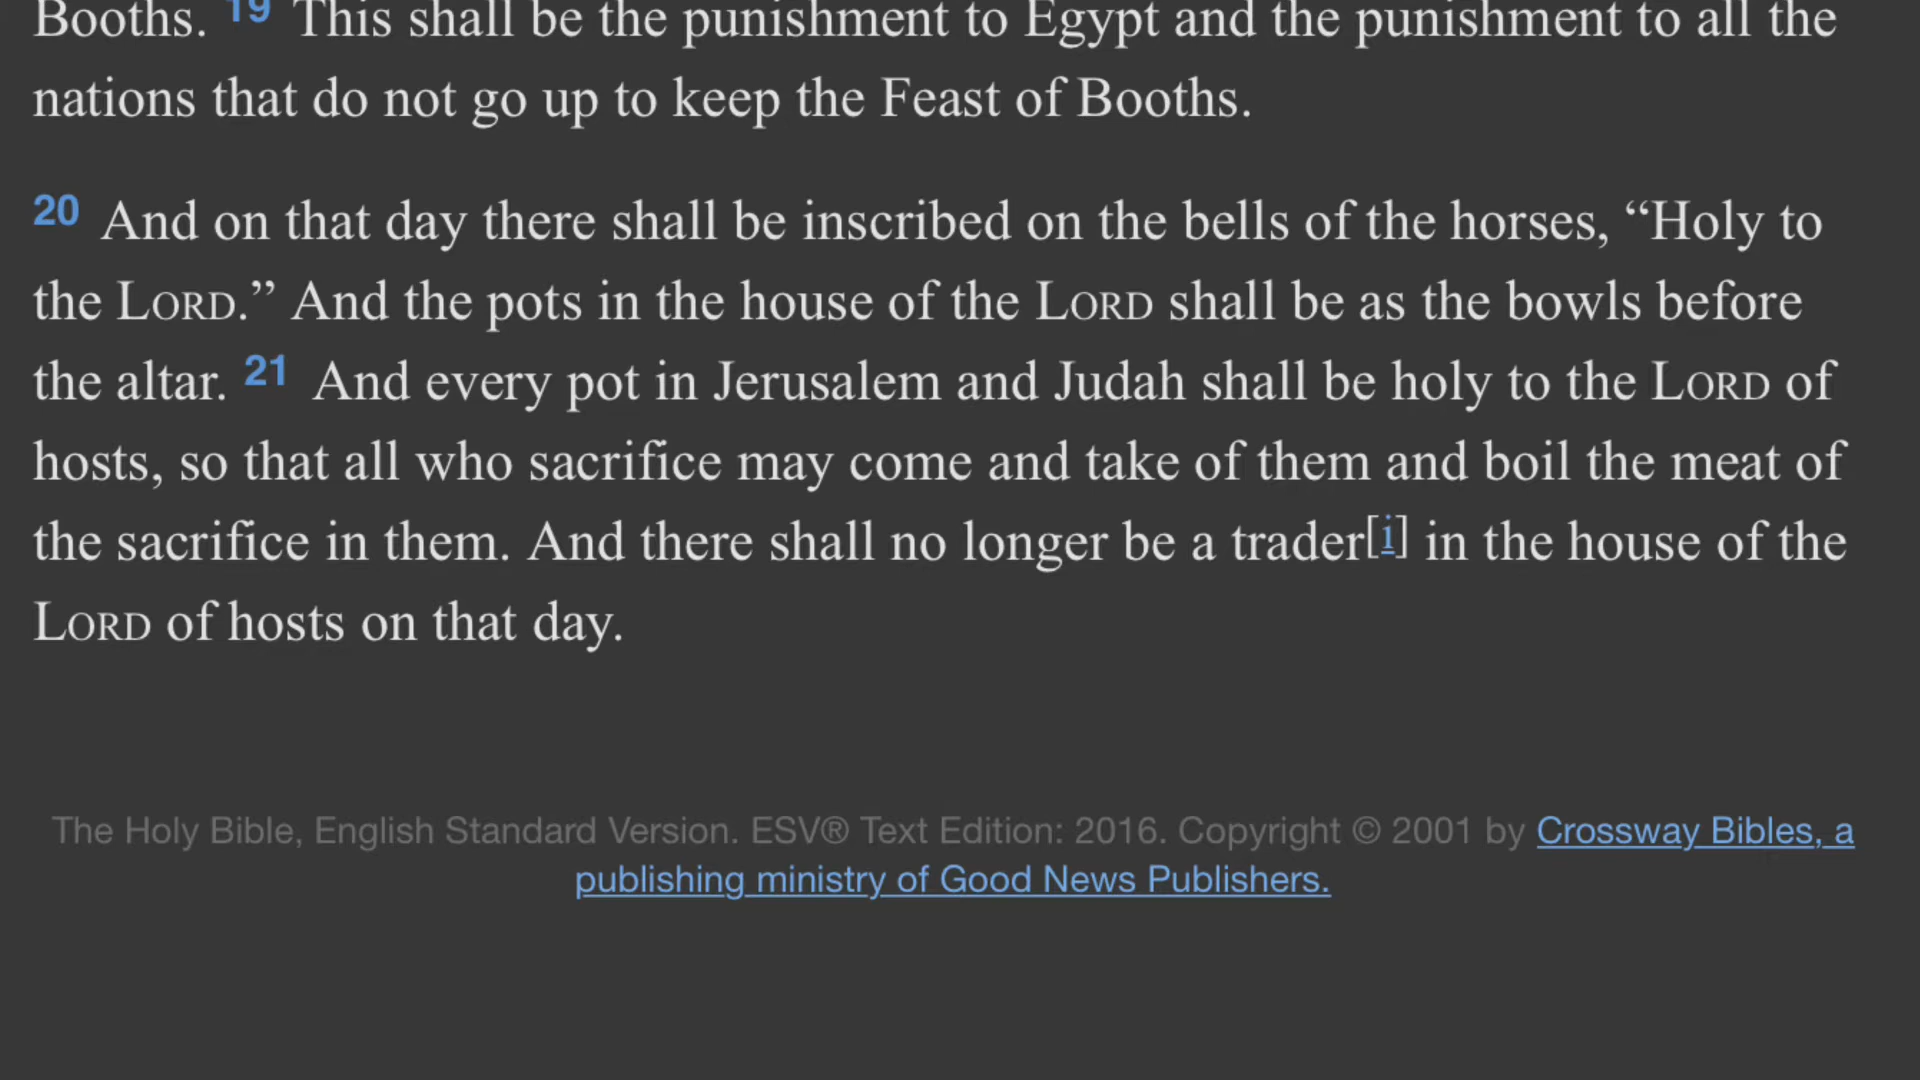 Booths. 19 This shall be the punishment to Egypt and the punishment to all the
nations that do not go up to keep the Feast of Booths.
20 And on that day there shall be inscribed on the bells of the horses, “Holy to
the LORD.” And the pots in the house of the LORD shall be as the bowls before
the altar. 21 And every pot in Jerusalem and Judah shall be holy to the LORD of
hosts, so that all who sacrifice may come and take of them and boil the meat of
the sacrifice in them. And there shall no longer be a trader[i] in the house of the
LORD of hosts on that day.
The Holy Bible, English Standard Version. ESV® Text Edition: 2016. Copyright © 2001 by Crossway Bibles, a
publishing ministry of Good News Publishers.